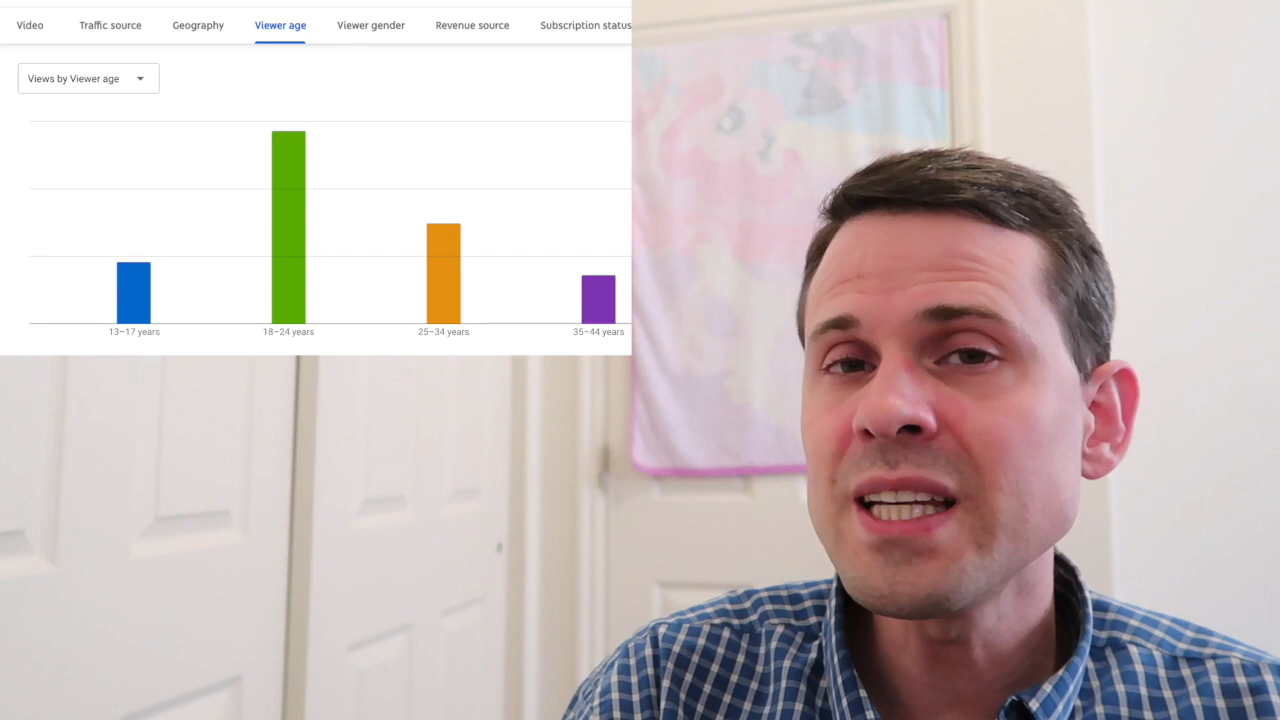 Video Traffic source Geography Viewer age Viewer gender Revenue source Subscription status
Views by Viewer age
13–17 years 18–24 years 25–34 years 35–44 years